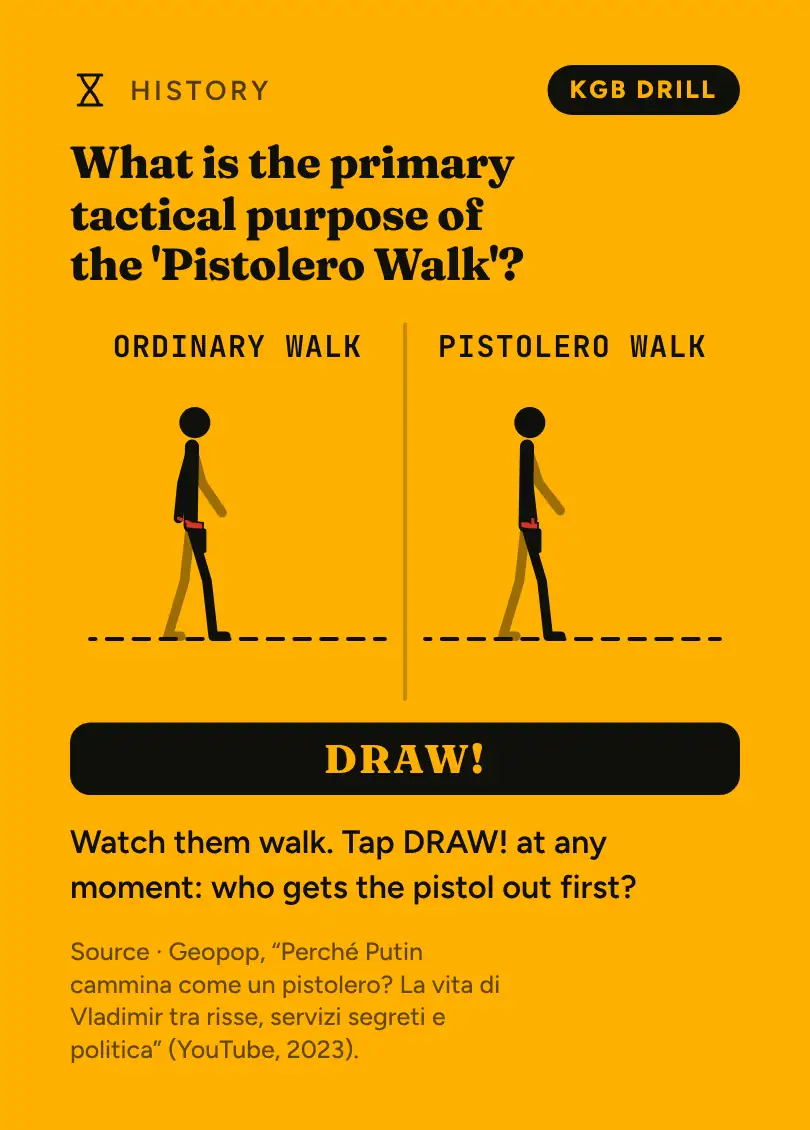 HISTORY
KGB DRILL
What is the primary
tactical purpose of
the 'Pistolero Walk'?
ORDINARY WALK
PISTOLERO WALK
DRAW!
Watch them walk. Tap DRAW! at any
moment: who gets the pistol out first?
Source · Geopop, “Perché Putin
cammina come un pistolero? La vita di
Vladimir tra risse, servizi segreti e
politica” (YouTube, 2023).